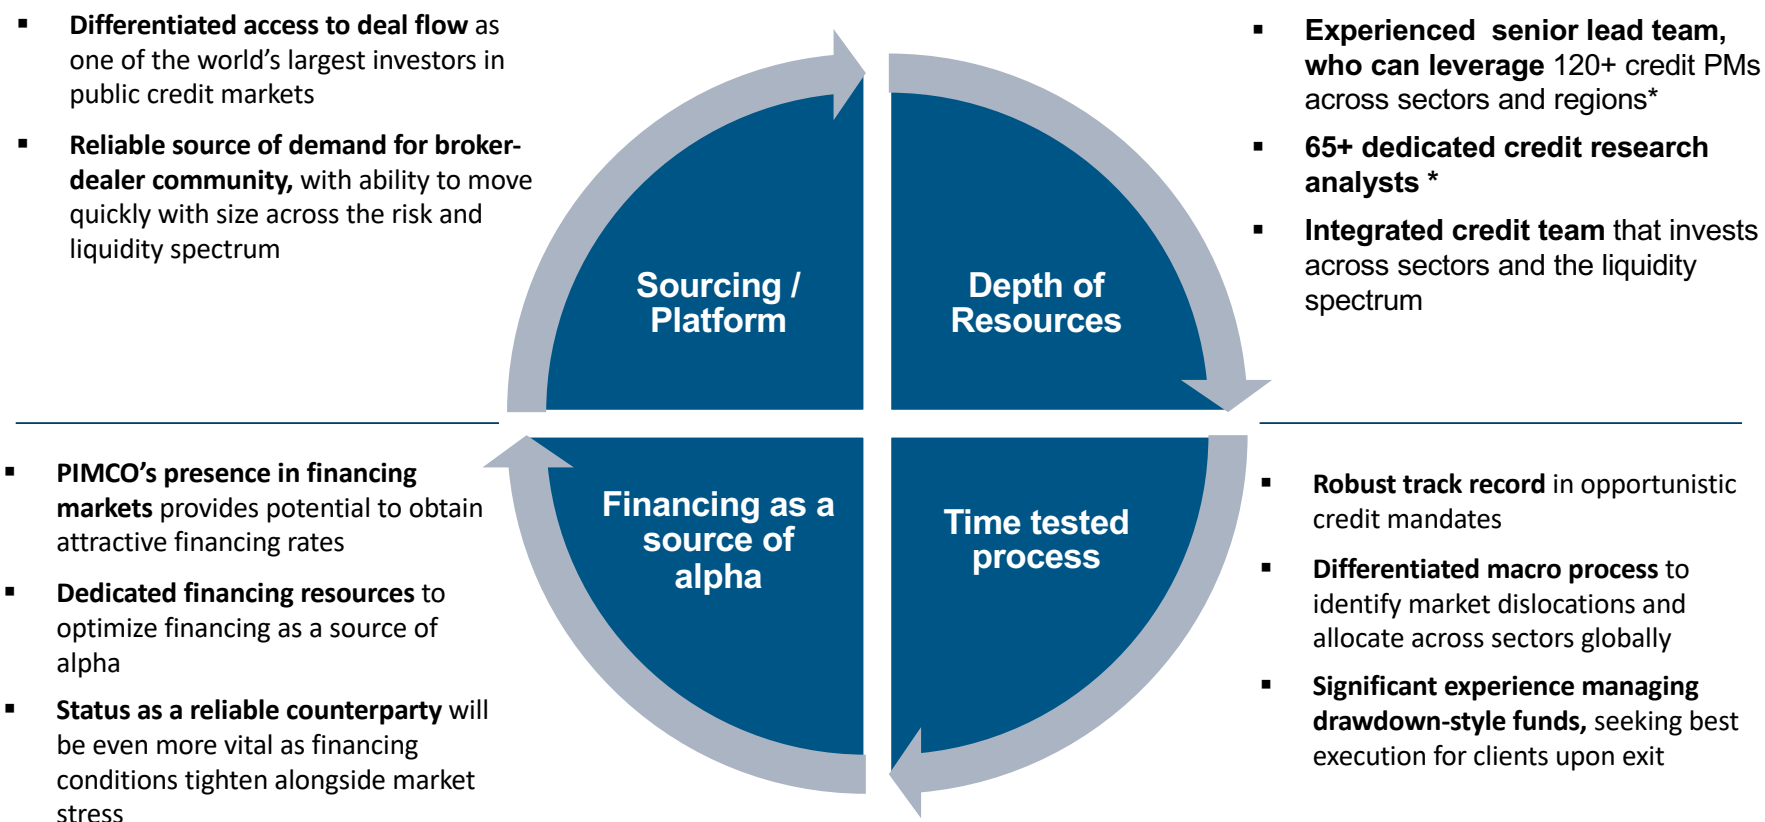 ▪ Differentiated access to deal flow as
one of the world’s largest investors in
public credit markets
▪ Reliable source of demand for broker-
dealer community, with ability to move
quickly with size across the risk and
liquidity spectrum
Sourcing /
Platform
Depth of
Resources
▪ Experienced  senior lead team,
who can leverage 120+ credit PMs
across sectors and regions*
▪ 65+ dedicated credit research
analysts *
▪ Integrated credit team that invests
across sectors and the liquidity
spectrum
▪ PIMCO’s presence in financing
markets provides potential to obtain
attractive financing rates
▪ Dedicated financing resources to
optimize financing as a source of
alpha
▪ Status as a reliable counterparty will
be even more vital as financing
conditions tighten alongside market
stress
Financing as a
source of
alpha
Time tested
process
▪ Robust track record in opportunistic
credit mandates
▪ Differentiated macro process to
identify market dislocations and
allocate across sectors globally
▪ Significant experience managing
drawdown-style funds, seeking best
execution for clients upon exit